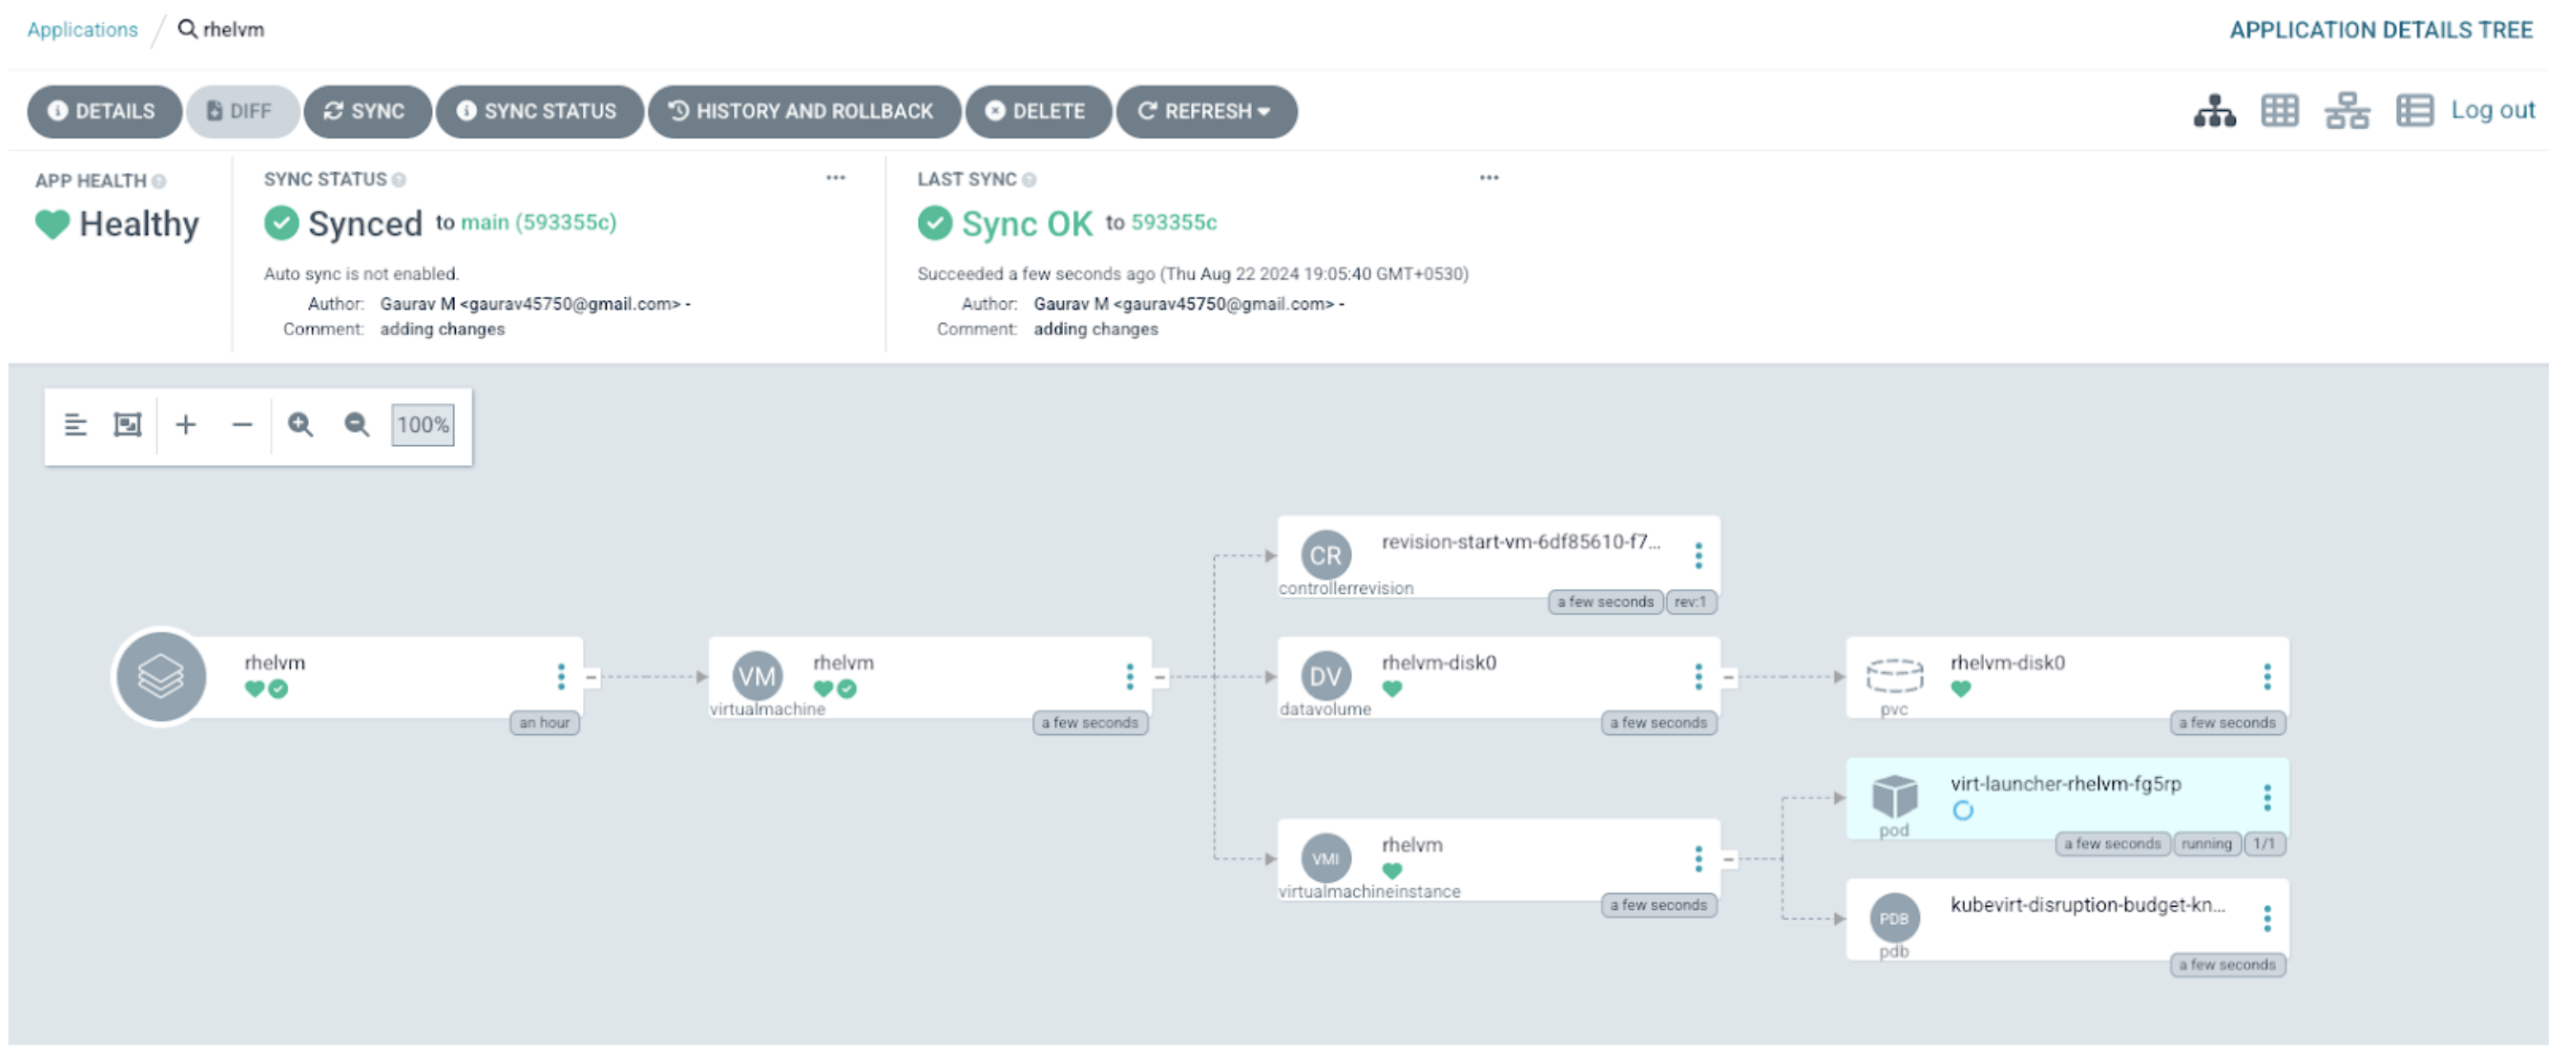 Applications / rhelvm
APPLICATION DETAILS TREE
DETAILS DIFF SYNC SYNC STATUS HISTORY AND ROLLBACK DELETE REFRESH
Log out
APP HEALTH
Healthy
SYNC STATUS
Synced to main (593355c)
Auto sync is not enabled.
Author: Gaurav M <gaurav45750@gmail.com> -
Comment: adding changes
LAST SYNC
Sync OK to 593355c
Succeeded a few seconds ago (Thu Aug 22 2024 19:05:40 GMT+0530)
Author: Gaurav M <gaurav45750@gmail.com> -
Comment: adding changes
100%
rhelvm
an hour
VM
rhelvm
virtualmachine
a few seconds
CR
revision-start-vm-6df85610-f7...
controllerrevision
a few seconds rev:1
DV
rhelvm-disk0
datavolume
a few seconds
VMI
rhelvm
virtualmachineinstance
a few seconds
rhelvm-disk0
pvc
a few seconds
virt-launcher-rhelvm-fg5rp
pod
a few seconds running 1/1
PDB
kubevirt-disruption-budget-kn...
pdb
a few seconds